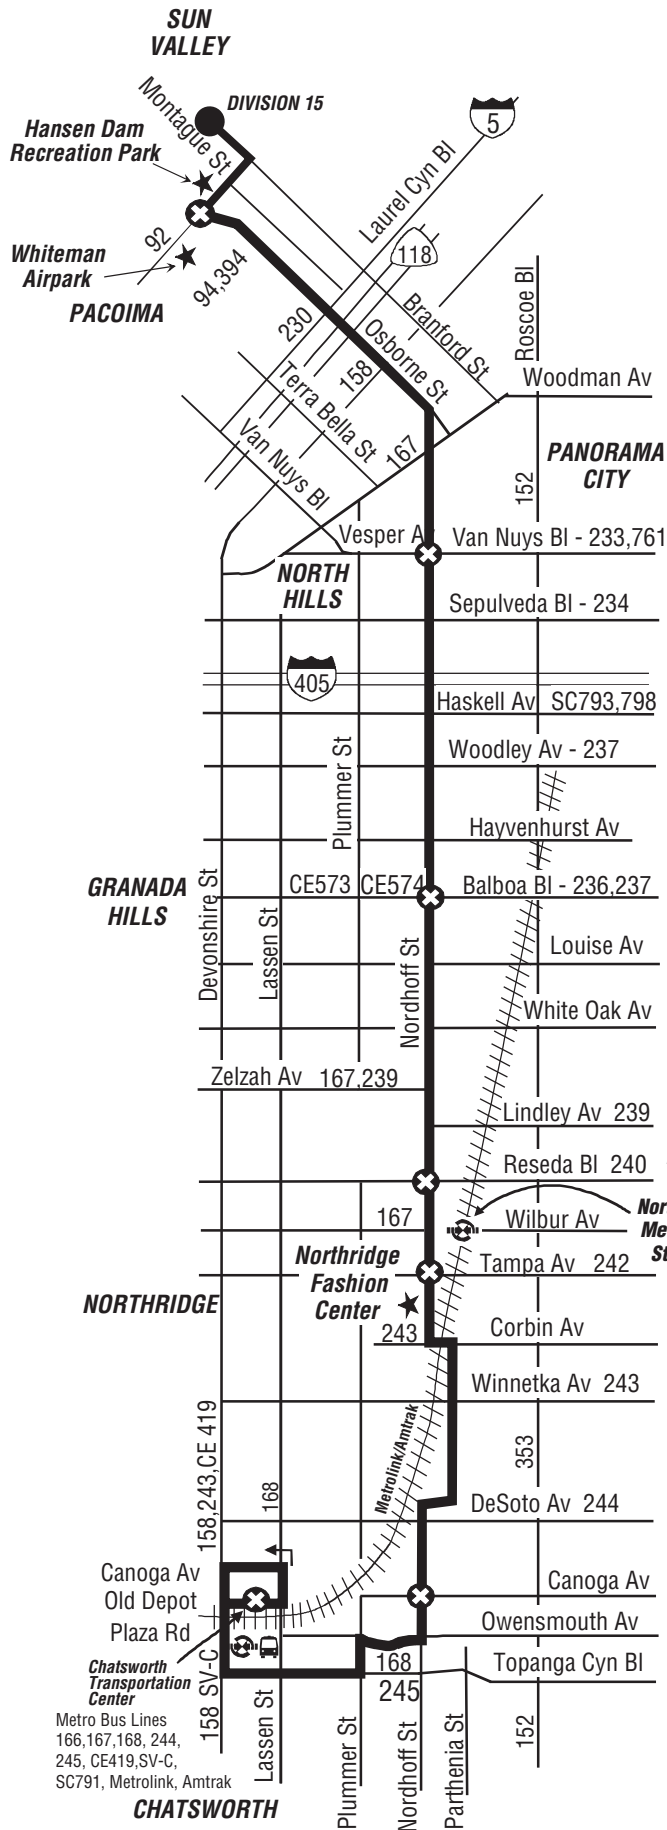 SUN
VALLEY
DIVISION 15
Montague St
Hansen Dam
Recreation Park
5
Laurel Cyn Bl
118
92
94,394
Whiteman
Airpark
PACOIMA
Roscoe Bl
230
Osborne St
Branford St
158
Woodman Av
Terra Bella St
167
Van Nuys Bl
PANORAMA
CITY
152
Vesper Av
Van Nuys Bl - 233,761
NORTH
HILLS
Sepulveda Bl - 234
405
Haskell Av SC793,798
Plummer St
Woodley Av - 237
Hayvenhurst Av
GRANADA
HILLS
CE573
CE574
Balboa Bl - 236,237
Devonshire St
Lassen St
Nordhoff St
Louise Av
White Oak Av
Zelzah Av 167,239
Lindley Av 239
Reseda Bl 240
167
Wilbur Av
Northridge
Fashion
Center
Tampa Av 242
NORTHRIDGE
243
Corbin Av
Winnetka Av 243
Metrolink/Amtrak
158,243,CE 419
168
353
DeSoto Av 244
Canoga Av
Canoga Av
Old Depot
Plaza Rd
Owensmouth Av
Chatsworth
Transportation
Center
158 SV-C
168
245
Topanga Cyn Bl
Metro Bus Lines
166,167,168, 244,
245, CE419,SV-C,
SC791, Metrolink, Amtrak
Lassen St
Plummer St
Nordhoff St
Parthenia St
152
CHATSWORTH